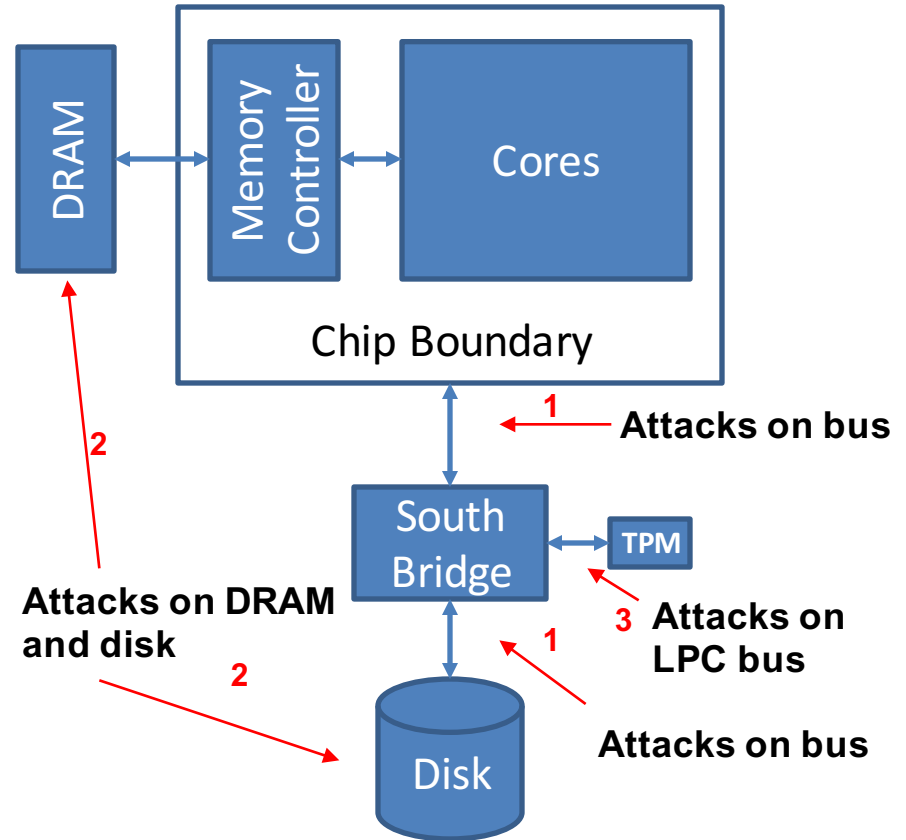 DRAM
Memory
Controller
Cores
Chip Boundary
1
Attacks on bus
2
South
Bridge
TPM
Attacks on DRAM
and disk
3
Attacks on
LPC bus
1
2
Attacks on bus
Disk